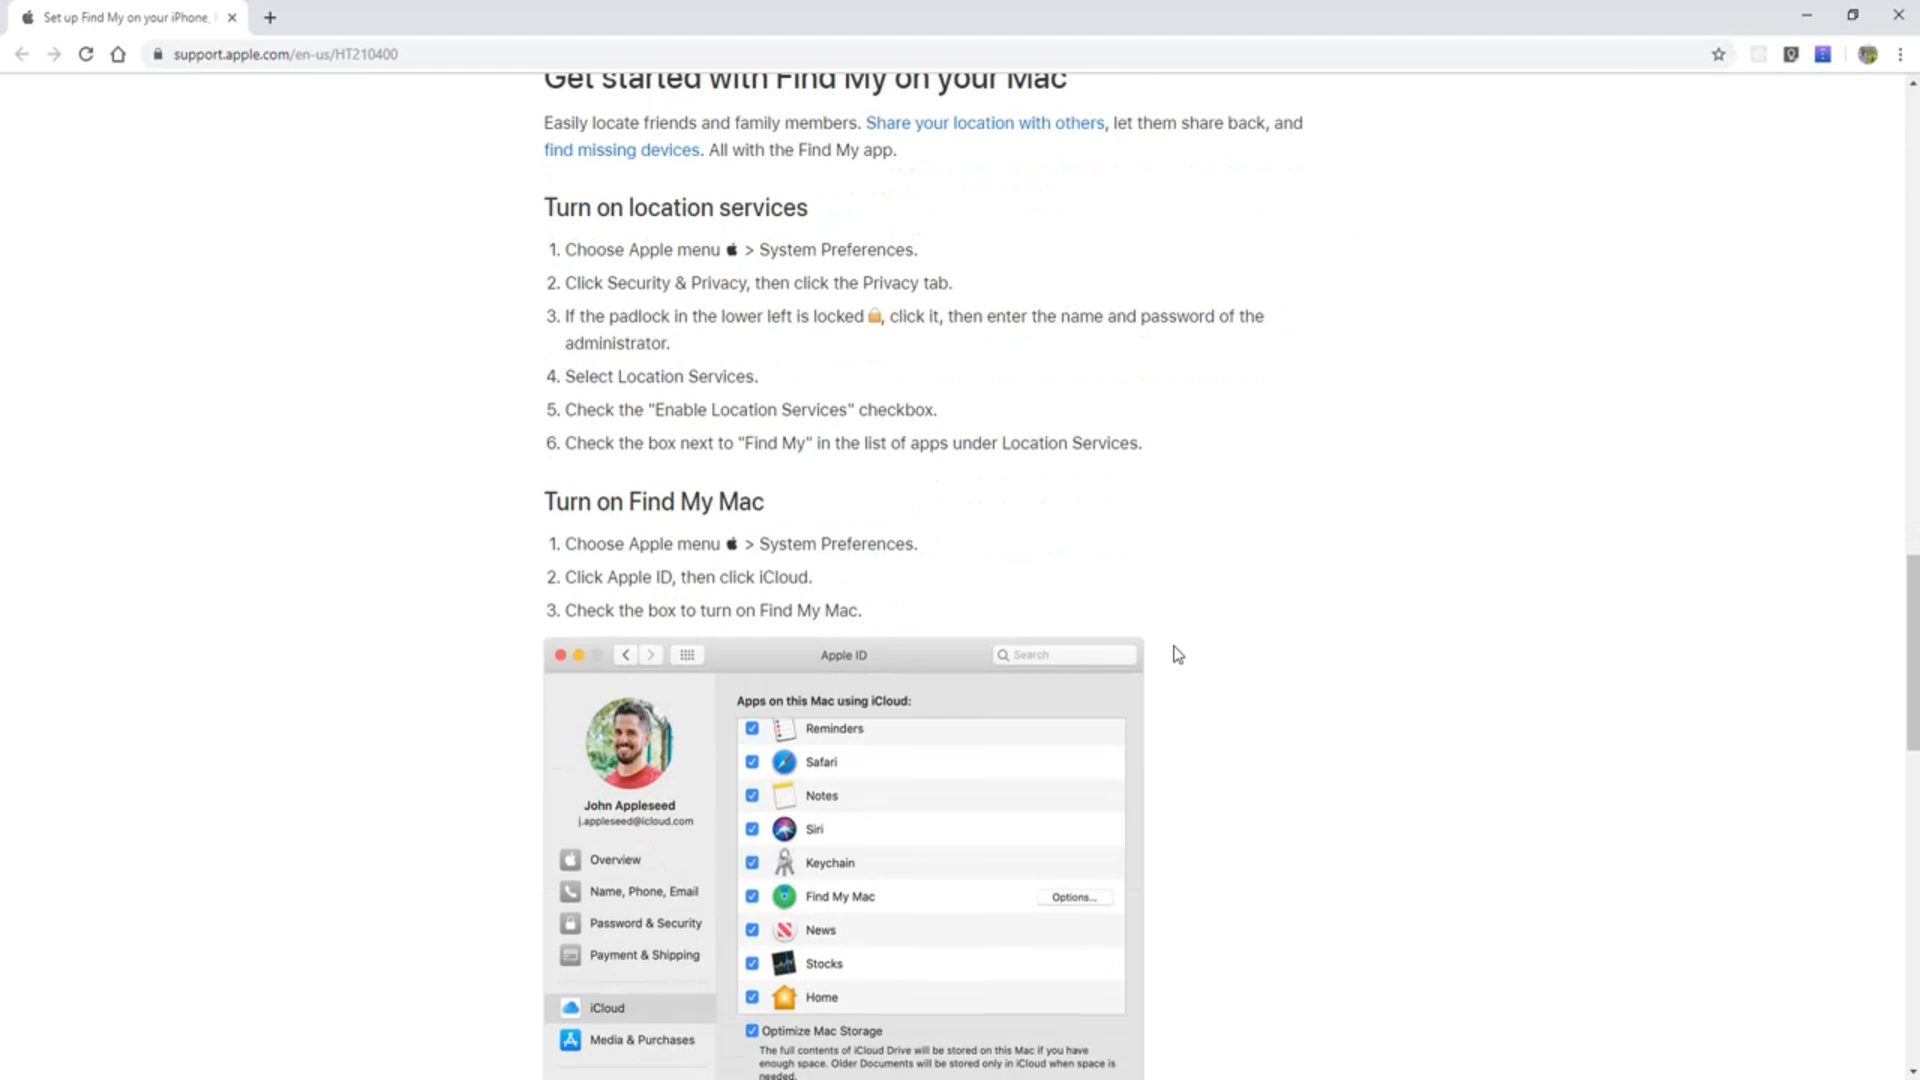 Set up Find My on your iPhone,
support.apple.com/en-us/HT210400
Get started with Find My on your Mac
Easily locate friends and family members. Share your location with others, let them share back, and
find missing devices. All with the Find My app.
Turn on location services
1. Choose Apple menu > System Preferences.
2. Click Security & Privacy, then click the Privacy tab.
3. If the padlock in the lower left is locked , click it, then enter the name and password of the
administrator.
4. Select Location Services.
5. Check the "Enable Location Services" checkbox.
6. Check the box next to "Find My" in the list of apps under Location Services.
Turn on Find My Mac
1. Choose Apple menu > System Preferences.
2. Click Apple ID, then click iCloud.
3. Check the box to turn on Find My Mac.
Apple ID
Search
John Appleseed
j.appleseed@icloud.com
Overview
Name, Phone, Email
Password & Security
Payment & Shipping
iCloud
Media & Purchases
Apps on this Mac using iCloud:
Reminders
Safari
Notes
Siri
Keychain
Find My Mac
Options...
News
Stocks
Home
Optimize Mac Storage
The full contents of iCloud Drive will be stored on this Mac if you have
enough space. Older Documents will be stored only in iCloud when space is
needed.